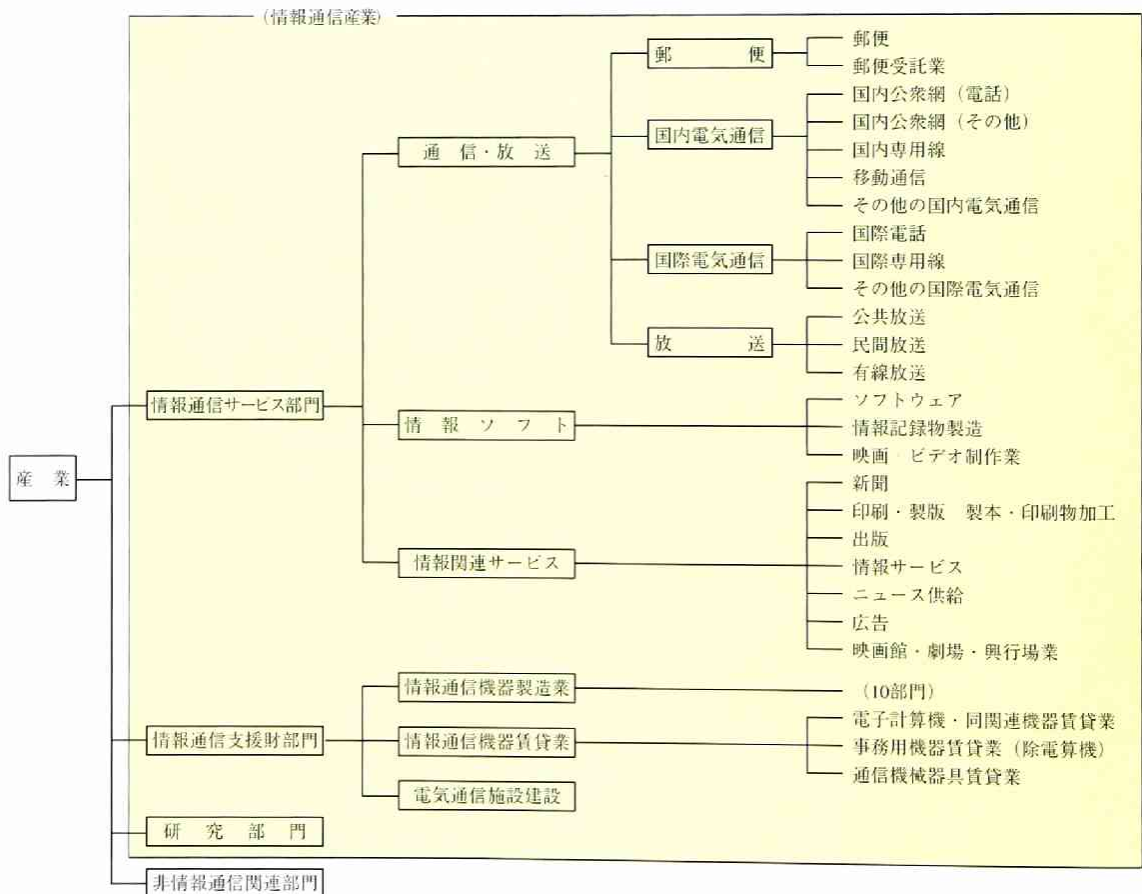 (情報通信産業)
郵便
郵便
郵便受託業
国内公衆網（電話）
国内公衆網（その他）
通信・放送
国内電気通信
国内専用線
移動通信
その他の国内電気通信
国際電話
国際電気通信
国際専用線
その他の国際電気通信
公共放送
放送
民間放送
有線放送
情報通信サービス部門
ソフトウェア
情報ソフト
情報記録物製造
映画・ビデオ制作業
産業
新聞
印刷・製版 製本・印刷物加工
出版
情報関連サービス
情報サービス
ニュース供給
広告
映画館・劇場・興行場業
情報通信機器製造業
（10部門）
電子計算機・同関連機器賃貸業
情報通信支援財部門
情報通信機器賃貸業
事務用機器賃貸業（除電算機）
通信機械器具賃貸業
電気通信施設建設
研究部門
非情報通信関連部門